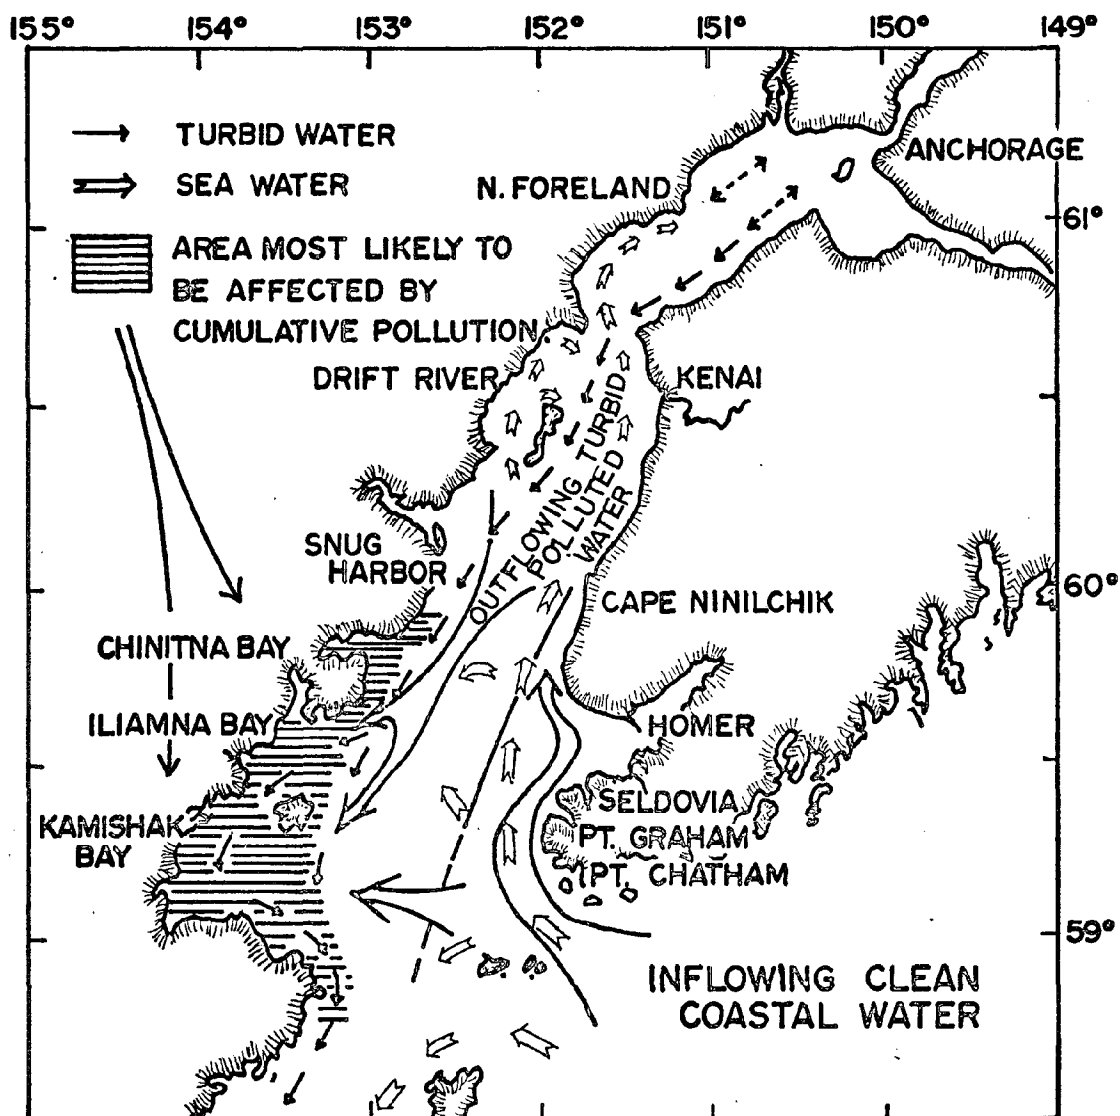 155° 154° 153° 152° 151° 150° 149°
TURBID WATER
SEA WATER
AREA MOST LIKELY TO
BE AFFECTED BY
CUMULATIVE POLLUTION
N. FORELAND
ANCHORAGE
61°
DRIFT RIVER
KENAI
OUTFLOWING TURBID
POLLUTED
WATER
SNUG
HARBOR
60°
CAPE NINILCHIK
CHINITNA BAY
ILIAMNA BAY
HOMER
KAMISHAK
BAY
SELDOVIA
PT. GRAHAM
PT. CHATHAM
59°
INFLOWING CLEAN
COASTAL WATER